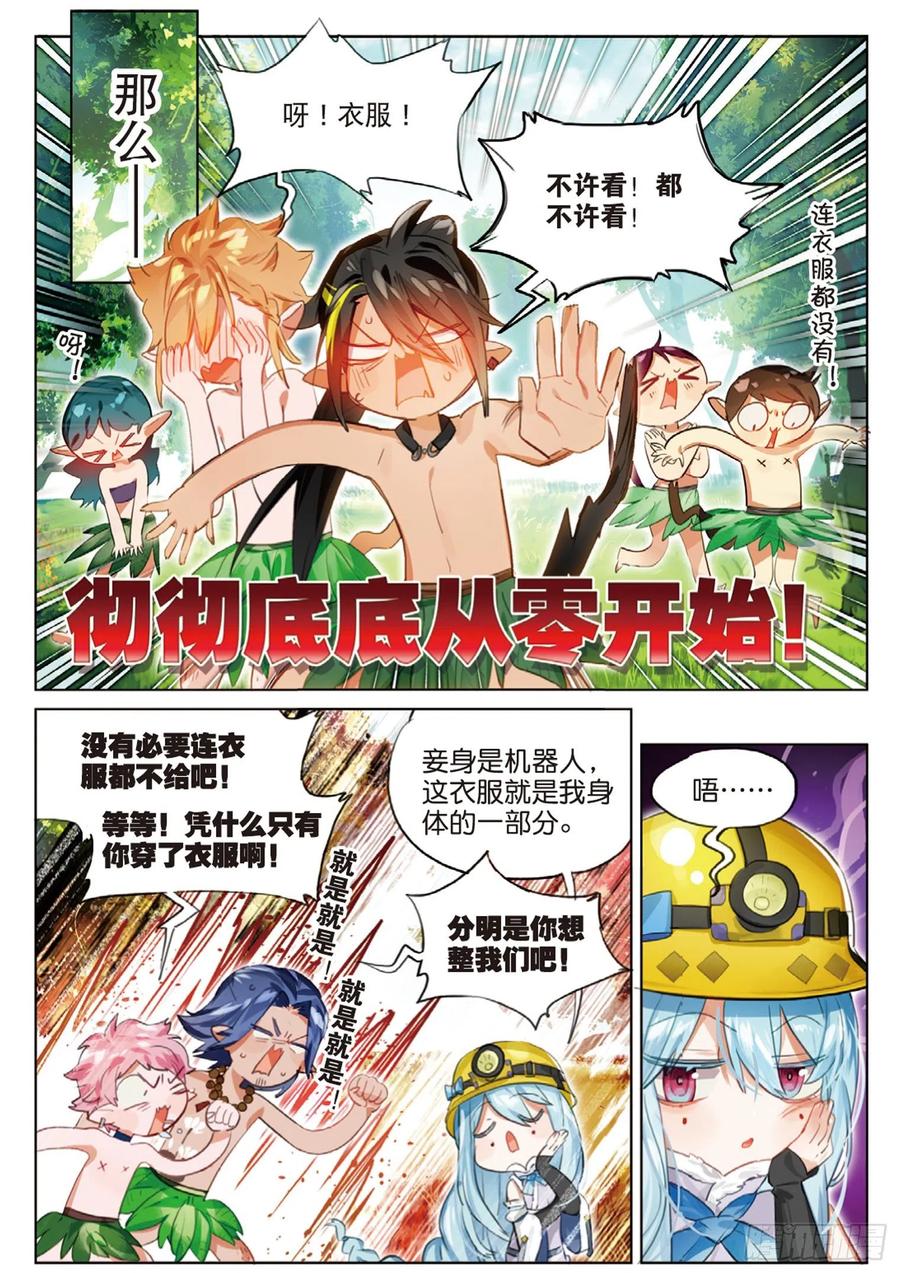 那么——
呀！衣服！
不许看！都
不许看！
连衣服都没有！
呀！
彻彻底底从零开始！
没有必要连衣
服都不给吧！
等等！凭什么只有
你穿了衣服啊！
就是就是！
就是就是！
妾身是机器人，
这衣服就是我身
体的一部分。
分明是你想
整我们吧！
唔……